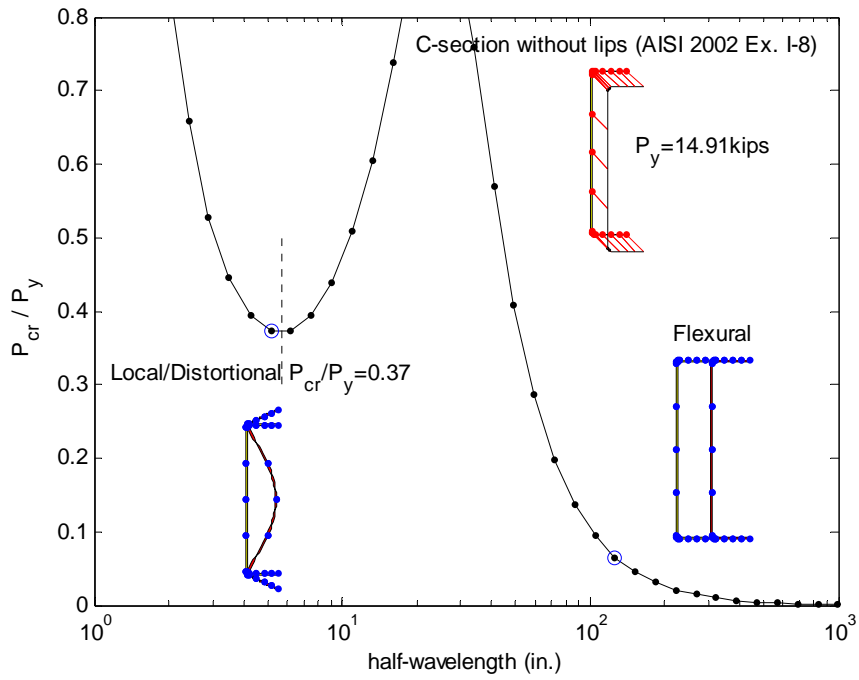 C-section without lips (AISI 2002 Ex. I-8)
P_y=14.91kips
Flexural
Local/Distortional P_cr/P_y=0.37
P_cr / P_y
0.8
0.7
0.6
0.5
0.4
0.3
0.2
0.1
0
10^0
10^1
10^2
10^3
half-wavelength (in.)